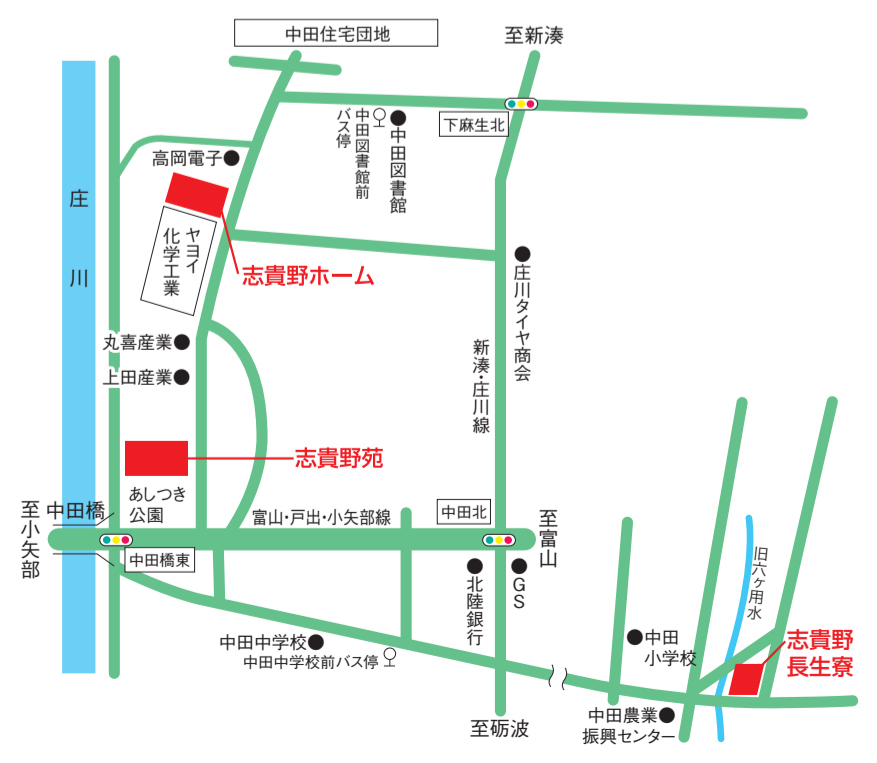 中田住宅団地
至新湊
下麻生北
中田図書館前
バス停
中田図書館
高岡電子
庄川
ヤヨイ
化学工業
志貴野ホーム
庄川タイヤ商会
丸喜産業
上田産業
新湊・庄川線
志貴野苑
あしつき
公園
中田橋
至小矢部
富山・戸出・小矢部線
中田北
至富山
中田橋東
北陸銀行
GS
旧六ヶ用水
中田中学校
中田中学校前バス停
中田
小学校
志貴野
長生寮
至砺波
中田農業
振興センター